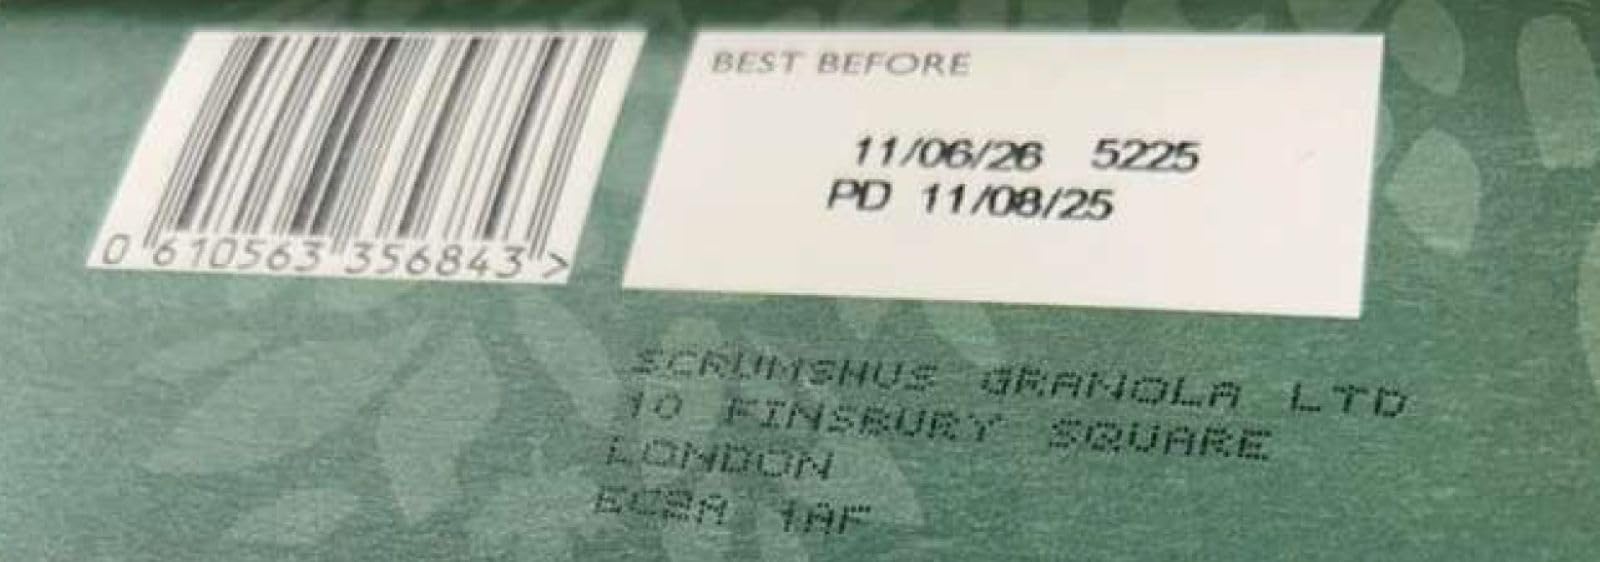 BEST BEFORE
11/06/26 5225
PD 11/08/25
0 610563 356843 >
SCRUMSHUS GRANOLA LTD
10 FINSBURY SQUARE
LONDON
EC2A 1AF